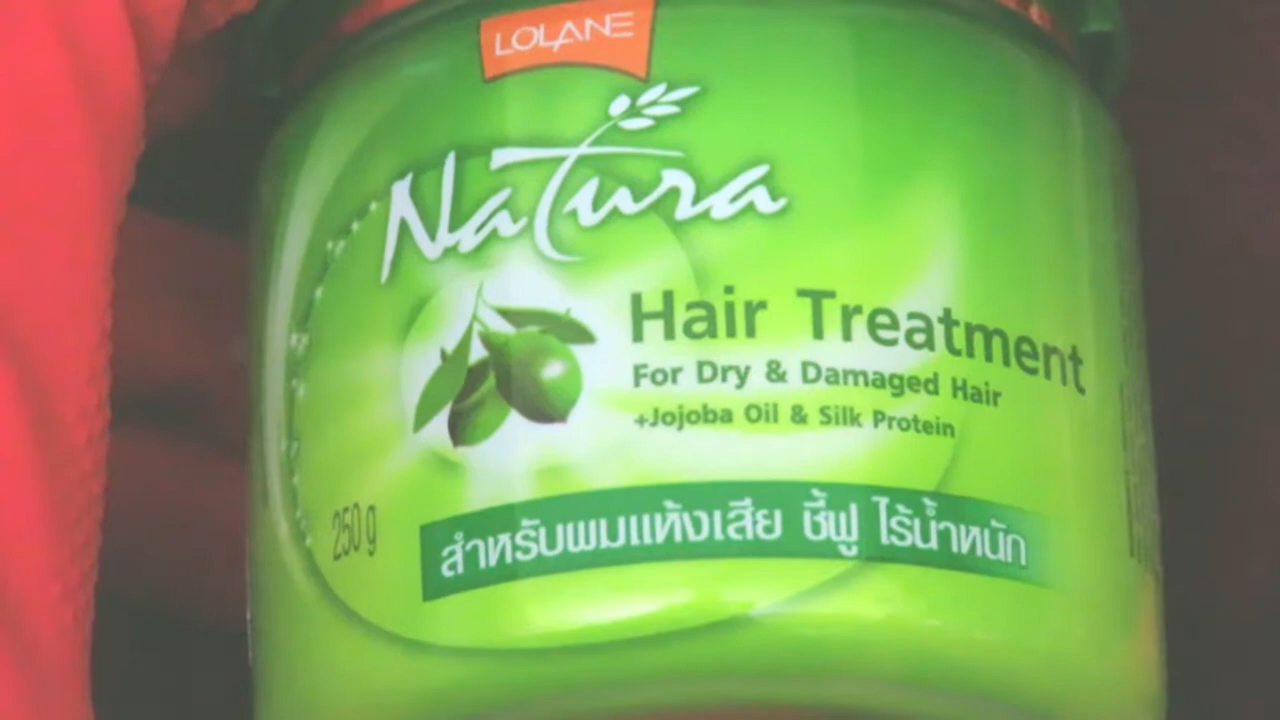 LOLANE
Natura
Hair Treatment
For Dry & Damaged Hair
+Jojoba Oil & Silk Protein
250 g
สำหรับผมแห้งเสีย ชี้ฟู ไร้น้ำหนัก